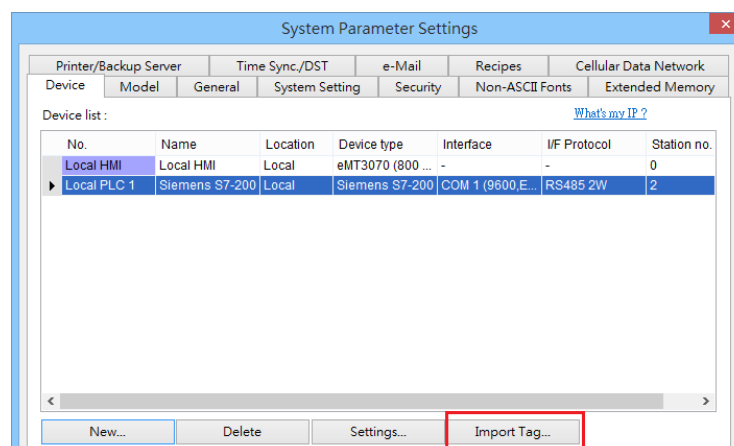 System Parameter Settings
Printer/Backup Server Time Sync./DST e-Mail Recipes Cellular Data Network
Device Model General System Setting Security Non-ASCII Fonts Extended Memory
Device list : What's my IP ?
No. Name Location Device type Interface I/F Protocol Station no.
Local HMI Local HMI Local eMT3070 (800 ... - - 0
Local PLC 1 Siemens S7-200 Local Siemens S7-200 COM 1 (9600,E... RS485 2W 2
New... Delete Settings... Import Tag...